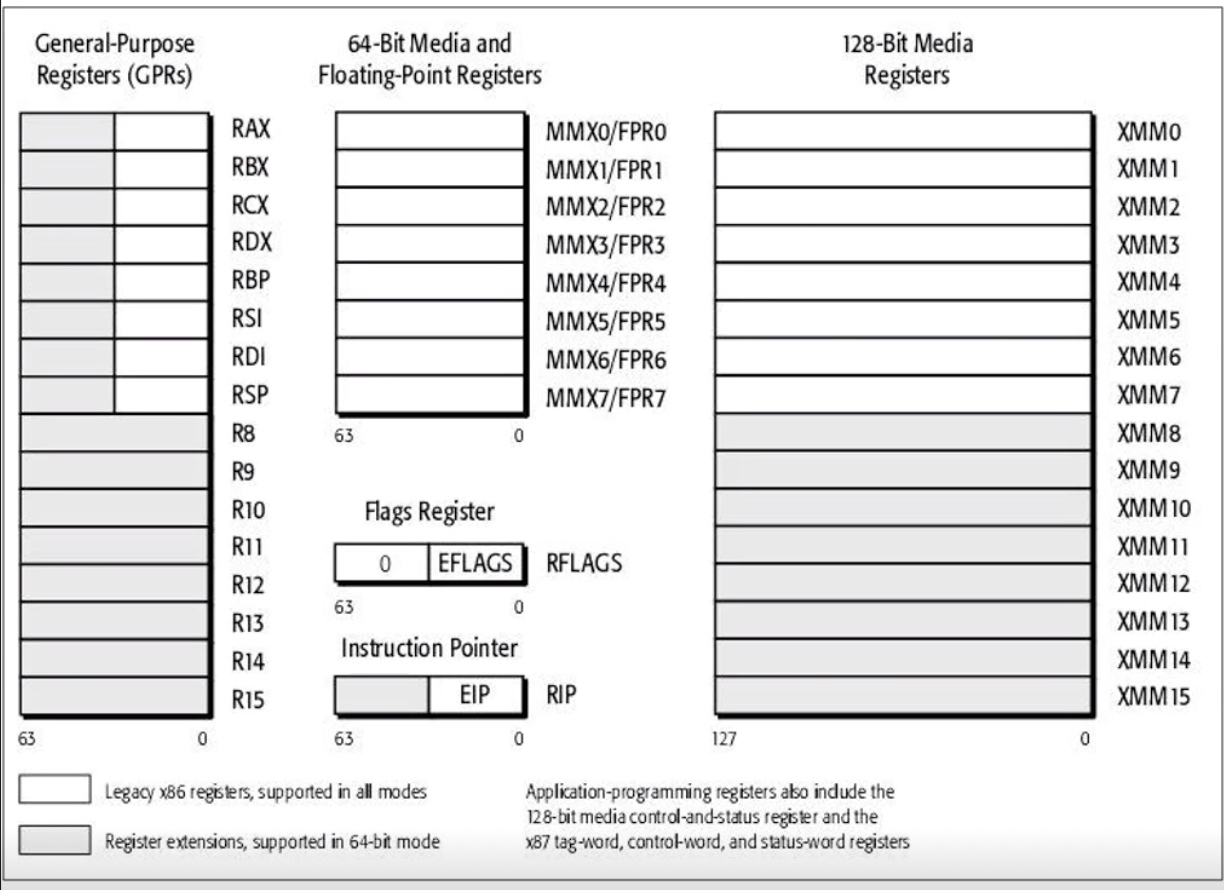 General-Purpose
Registers (GPRs)
RAX
RBX
RCX
RDX
RBP
RSI
RDI
RSP
R8
R9
R10
R11
R12
R13
R14
R15
63 0
64-Bit Media and
Floating-Point Registers
MMX0/FPR0
MMX1/FPR1
MMX2/FPR2
MMX3/FPR3
MMX4/FPR4
MMX5/FPR5
MMX6/FPR6
MMX7/FPR7
63 0
Flags Register
0 EFLAGS RFLAGS
63 0
Instruction Pointer
EIP RIP
63 0
128-Bit Media
Registers
XMM0
XMM1
XMM2
XMM3
XMM4
XMM5
XMM6
XMM7
XMM8
XMM9
XMM10
XMM11
XMM12
XMM13
XMM14
XMM15
127 0
Legacy x86 registers, supported in all modes
Register extensions, supported in 64-bit mode
Application-programming registers also include the
128-bit media control-and-status register and the
x87 tag-word, control-word, and status-word registers